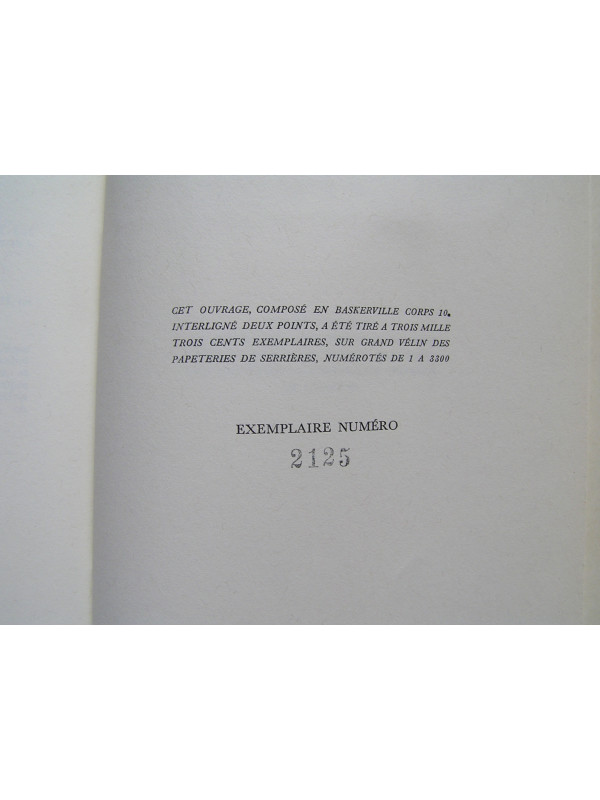 CET OUVRAGE, COMPOSÉ EN BASKERVILLE CORPS 10.
INTERLIGNÉ DEUX POINTS, A ÉTÉ TIRÉ A TROIS MILLE
TROIS CENTS EXEMPLAIRES, SUR GRAND VÉLIN DES
PAPETERIES DE SERRIÈRES, NUMÉROTÉS DE 1 A 3300
EXEMPLAIRE NUMÉRO
2125